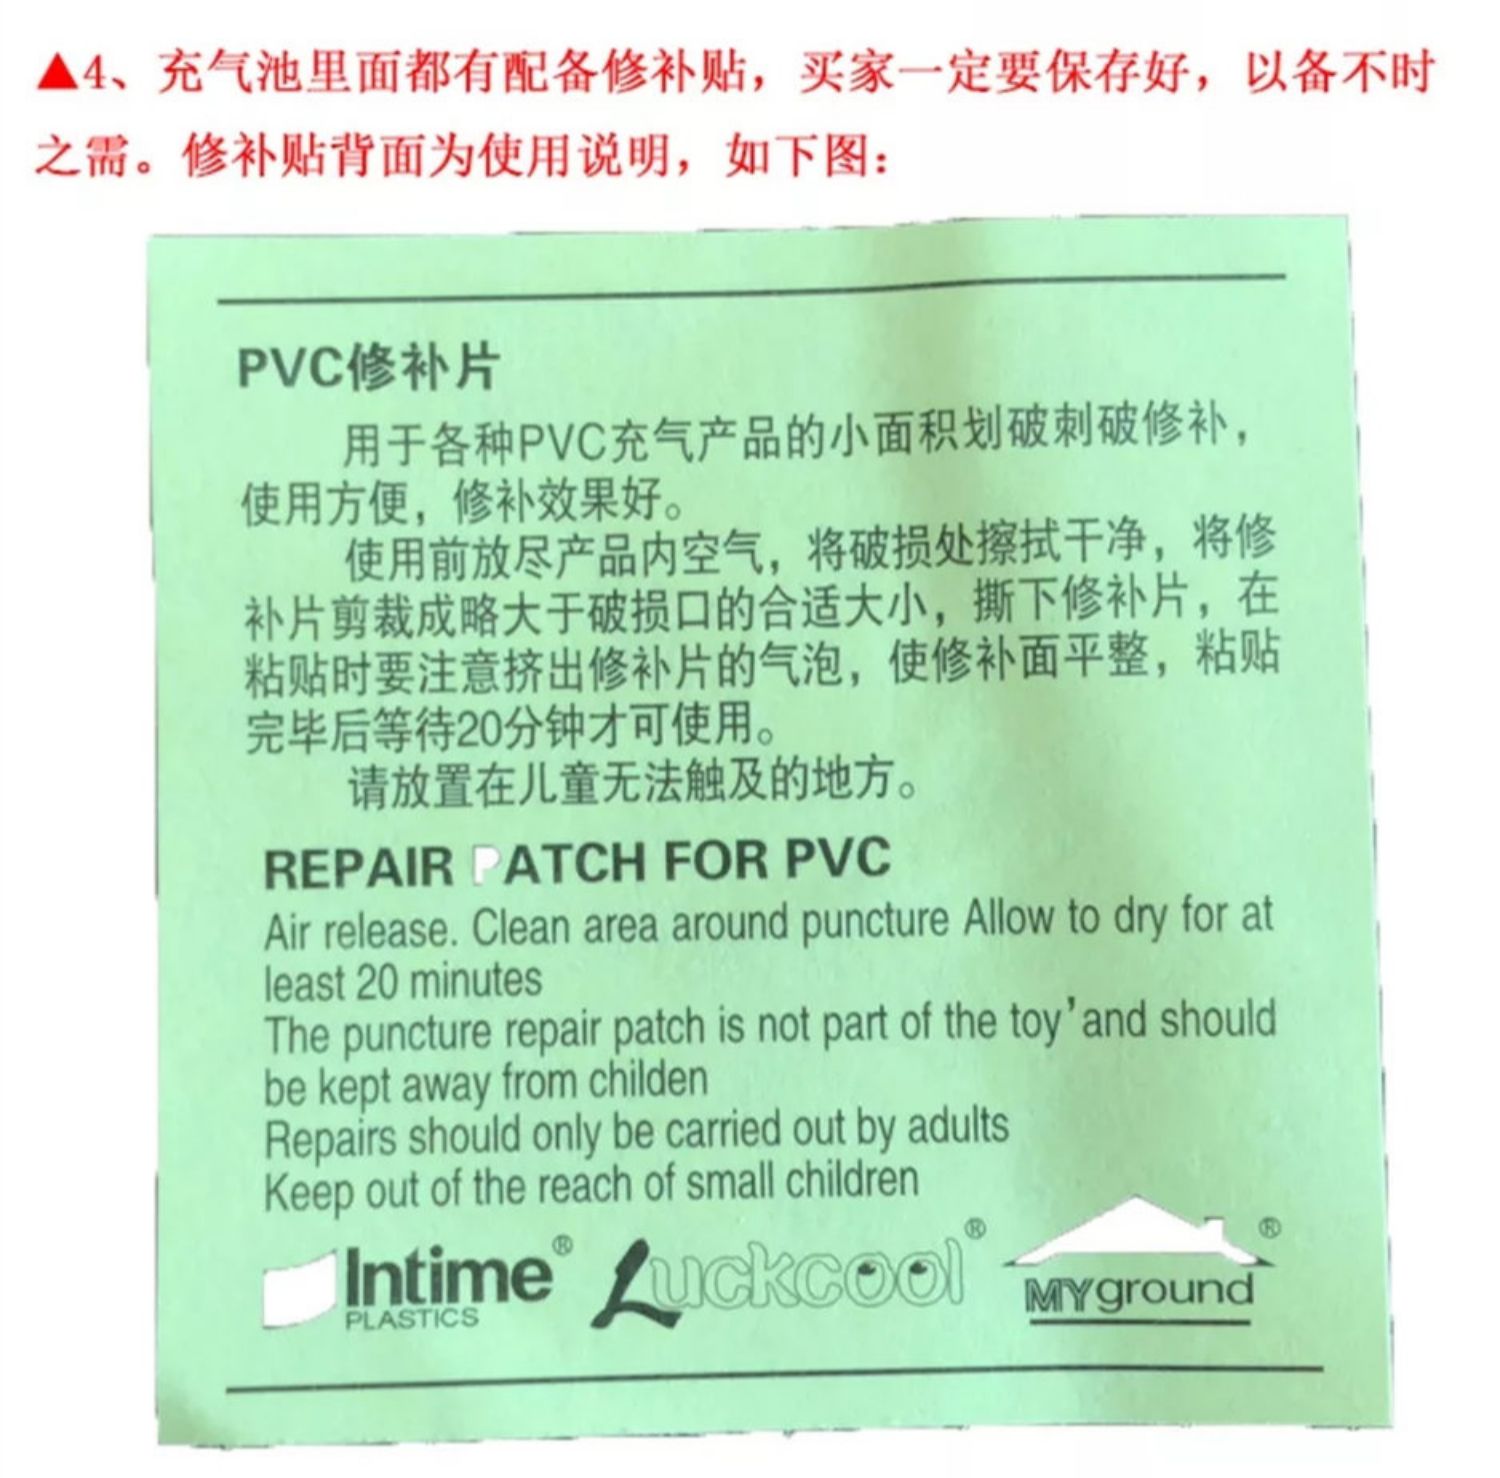 ▲4、充气池里面都有配备修补贴，买家一定要保存好，以备不时
之需。修补贴背面为使用说明，如下图：
PVC修补片
用于各种PVC充气产品的小面积划破刺破修补，
使用方便，修补效果好。
使用前放尽产品内空气，将破损处擦拭干净，将修
补片剪裁成略大于破损口的合适大小，撕下修补片，在
粘贴时要注意挤出修补片的气泡，使修补面平整，粘贴
完毕后等待20分钟才可使用。
请放置在儿童无法触及的地方。
REPAIR PATCH FOR PVC
Air release. Clean area around puncture Allow to dry for at
least 20 minutes
The puncture repair patch is not part of the toy’and should
be kept away from childen
Repairs should only be carried out by adults
Keep out of the reach of small children
Intime® Luckcool® MYground®
PLASTICS